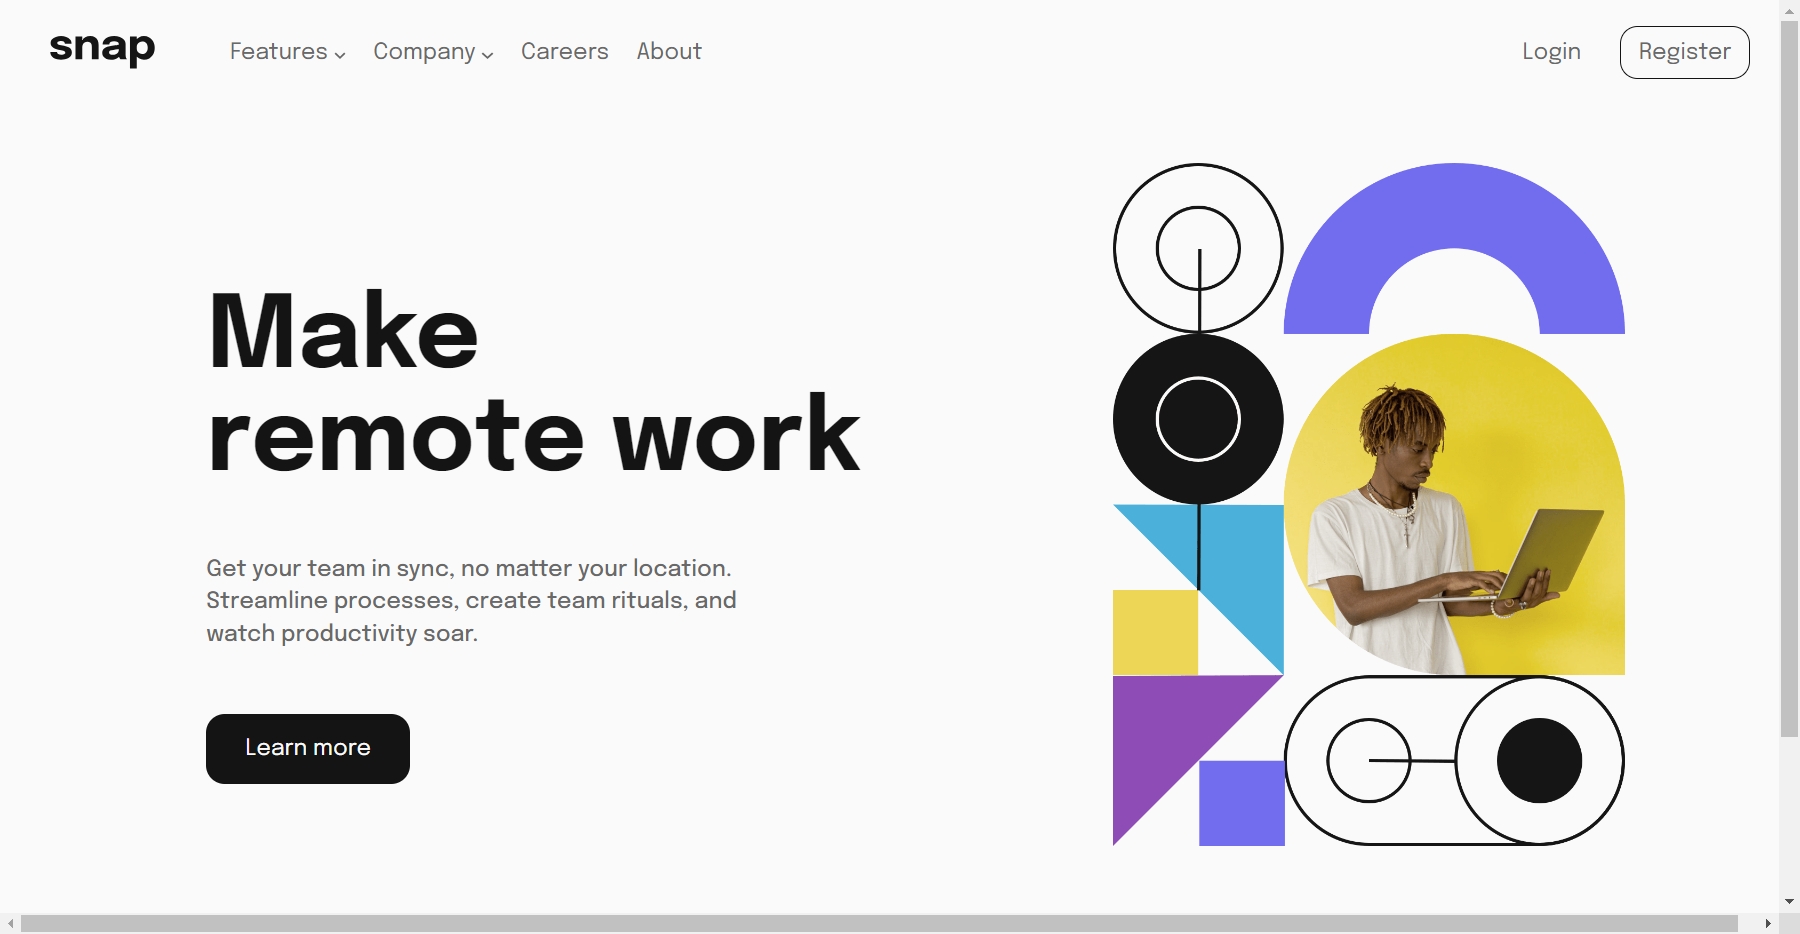 snap Features Company Careers About Login Register
Make
remote work
Get your team in sync, no matter your location.
Streamline processes, create team rituals, and
watch productivity soar.
Learn more